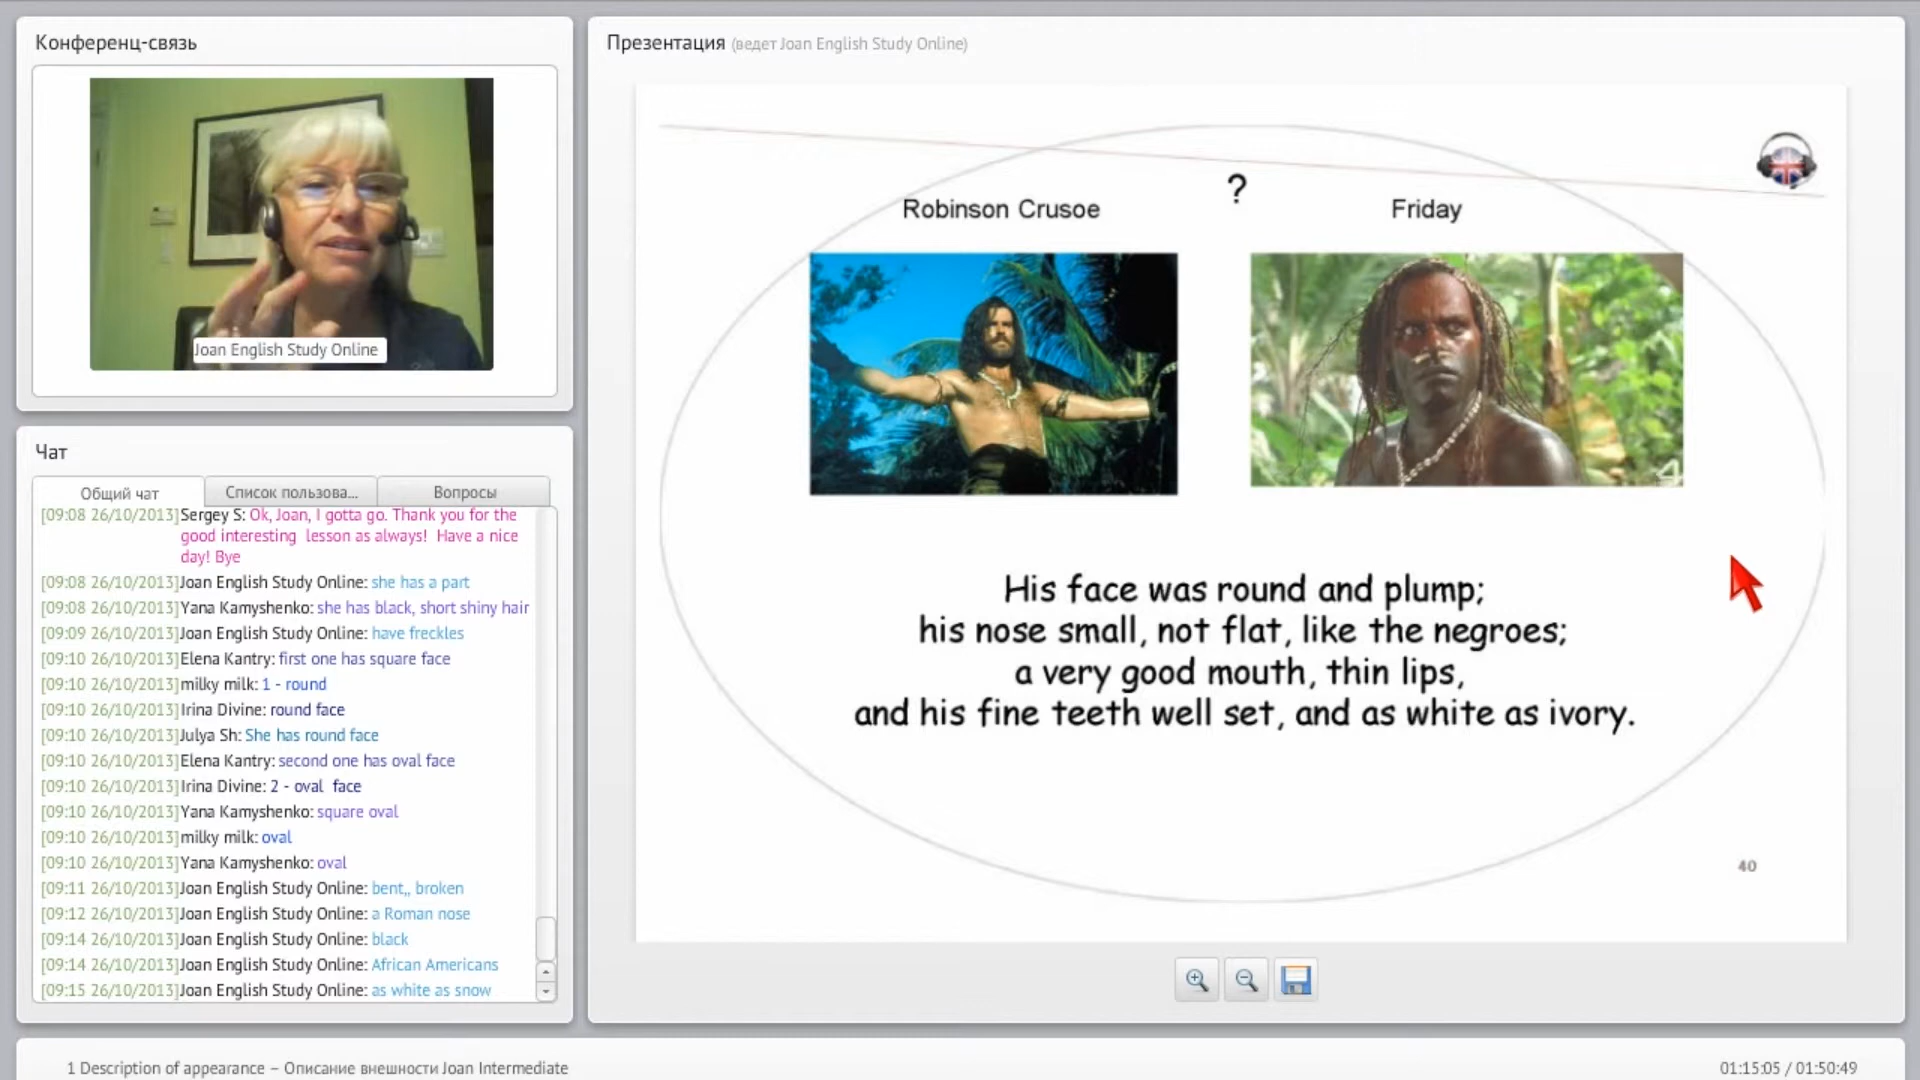 Конференц-связь
Joan English Study Online
Чат
Общий чат
Список пользова...
Вопросы
[09:08 26/10/2013] Sergey S: Ok, Joan, I gotta go. Thank you for the
good interesting lesson as always! Have a nice
day! Bye
[09:08 26/10/2013] Joan English Study Online: she has a part
[09:08 26/10/2013] Yana Kamyshenko: she has black, short shiny hair
[09:09 26/10/2013] Joan English Study Online: have freckles
[09:10 26/10/2013] Elena Kantry: first one has square face
[09:10 26/10/2013] milky milk: 1 - round
[09:10 26/10/2013] Irina Divine: round face
[09:10 26/10/2013] Julya Sh: She has round face
[09:10 26/10/2013] Elena Kantry: second one has oval face
[09:10 26/10/2013] Irina Divine: 2 - oval face
[09:10 26/10/2013] Yana Kamyshenko: square oval
[09:10 26/10/2013] milky milk: oval
[09:10 26/10/2013] Yana Kamyshenko: oval
[09:11 26/10/2013] Joan English Study Online: bent,, broken
[09:12 26/10/2013] Joan English Study Online: a Roman nose
[09:14 26/10/2013] Joan English Study Online: black
[09:14 26/10/2013] Joan English Study Online: African Americans
[09:15 26/10/2013] Joan English Study Online: as white as snow
Презентация (ведет Joan English Study Online)
?
Robinson Crusoe
Friday
4
His face was round and plump;
his nose small, not flat, like the negroes;
a very good mouth, thin lips,
and his fine teeth well set, and as white as ivory.
40
1 Description of appearance – Описание внешности Joan Intermediate
01:15:05 / 01:50:49